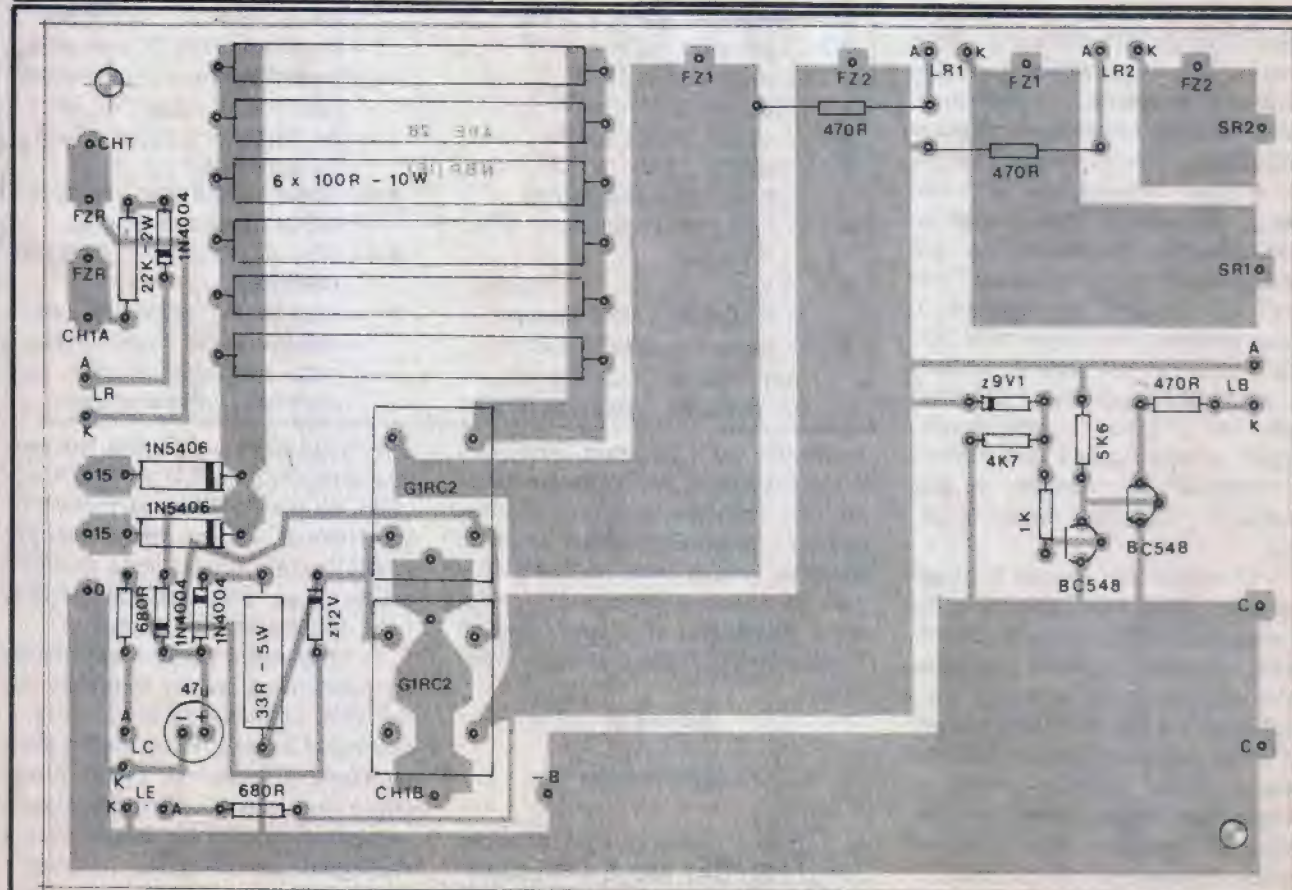 A K A K
FZ1 FZ2 LR1 FZ1 LR2 FZ2
470R
CHT
SR2
470R
6 x 100R - 10W
FZR
22K - 2W
1N4004
FZR
SR1
CH1A
A
LR
K
A
z9V1
470R
LB
K
1N5406
5K6
15
4K7
G1RC2
1N5406
15
1K
BC548
BC548
0
680R
1N4004
1N4004
z12V
33R - 5W
C
47µ
G1RC2
- +
A
LC
K
C
-B
LE
680R
CH1B
K A